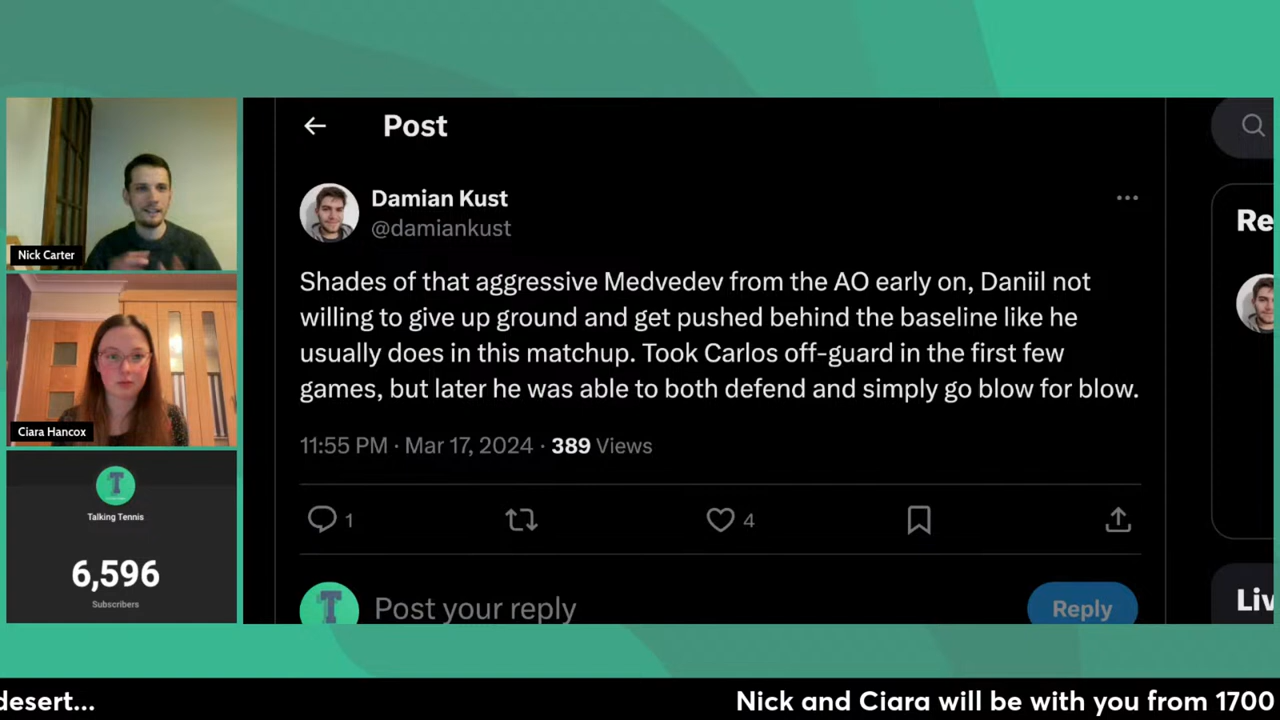 Post
Damian Kust
@damiankust
Shades of that aggressive Medvedev from the AO early on, Daniil not
willing to give up ground and get pushed behind the baseline like he
usually does in this matchup. Took Carlos off-guard in the first few
games, but later he was able to both defend and simply go blow for blow.
11:55 PM · Mar 17, 2024 · 389 Views
1
4
Post your reply
Reply
Re
Liv
Nick Carter
Ciara Hancox
T
Talking Tennis
6,596
Subscribers
T
desert...
Nick and Ciara will be with you from 1700